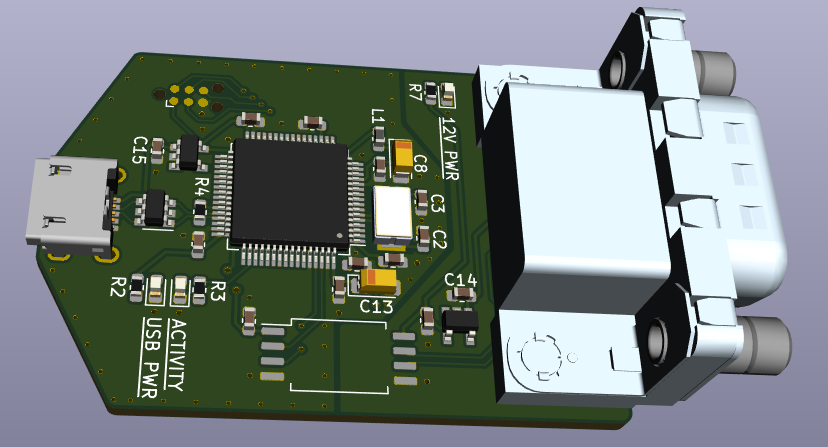 R7
12V PWR
L1
C8
C15
R4
C3
C2
R2
R3
C14
C13
USB PWR
ACTIVITY